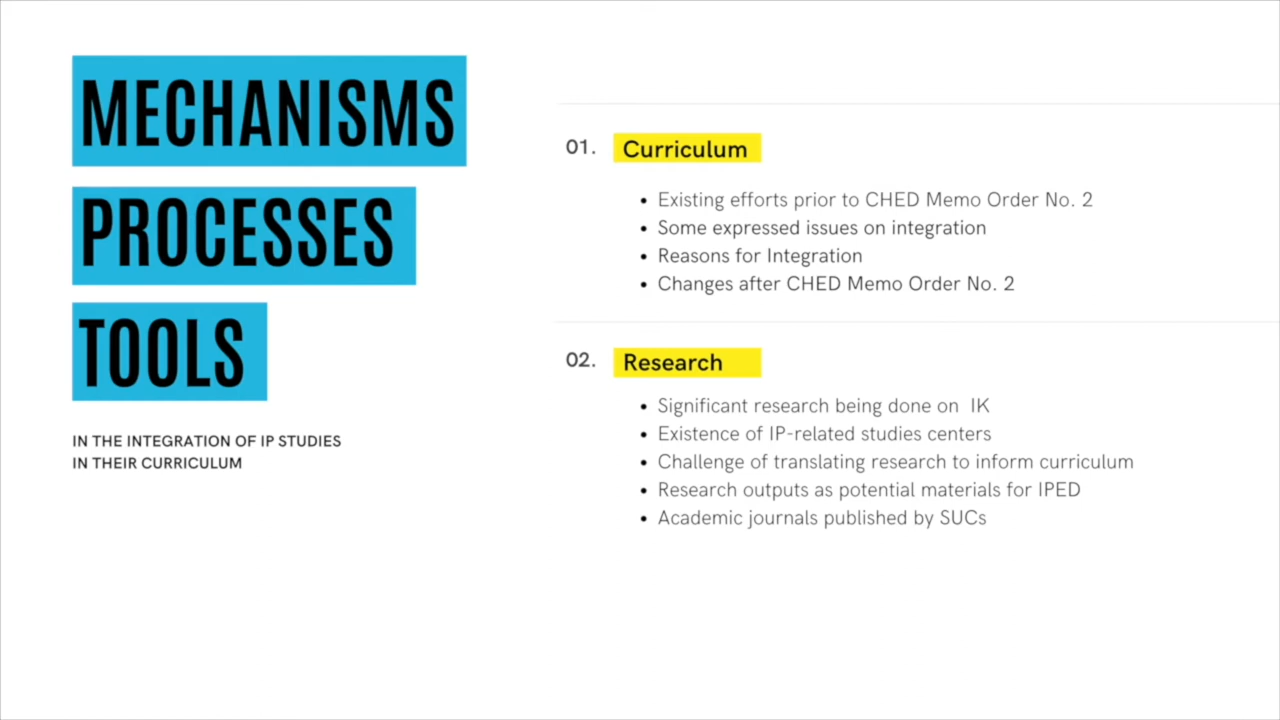 MECHANISMS
PROCESSES
TOOLS
IN THE INTEGRATION OF IP STUDIES
IN THEIR CURRICULUM
01. Curriculum
• Existing efforts prior to CHED Memo Order No. 2
• Some expressed issues on integration
• Reasons for Integration
• Changes after CHED Memo Order No. 2
02. Research
• Significant research being done on IK
• Existence of IP-related studies centers
• Challenge of translating research to inform curriculum
• Research outputs as potential materials for IPED
• Academic journals published by SUCs